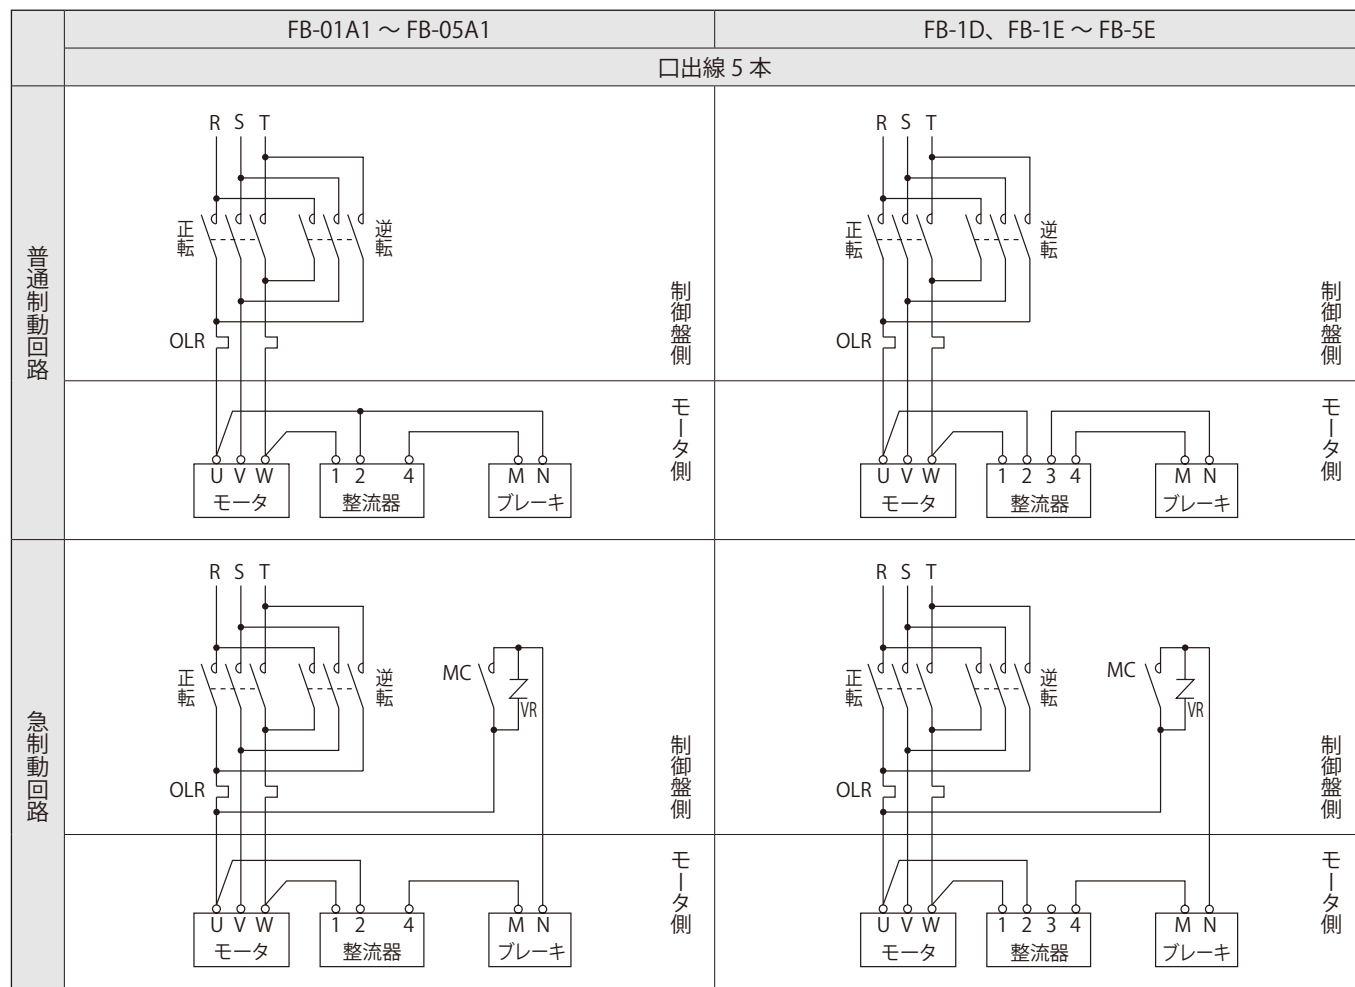 FB-01A1 ～ FB-05A1
FB-1D、FB-1E ～ FB-5E
口出線 5 本
普通制動回路
R S T
正転
逆転
OLR
制御盤側
モータ側
U V W
モータ
1 2 4
整流器
M N
ブレーキ
R S T
正転
逆転
OLR
制御盤側
モータ側
U V W
モータ
1 2 3 4
整流器
M N
ブレーキ
急制動回路
R S T
正転
逆転
MC
VR
OLR
制御盤側
モータ側
U V W
モータ
1 2 4
整流器
M N
ブレーキ
R S T
正転
逆転
MC
VR
OLR
制御盤側
モータ側
U V W
モータ
1 2 3 4
整流器
M N
ブレーキ